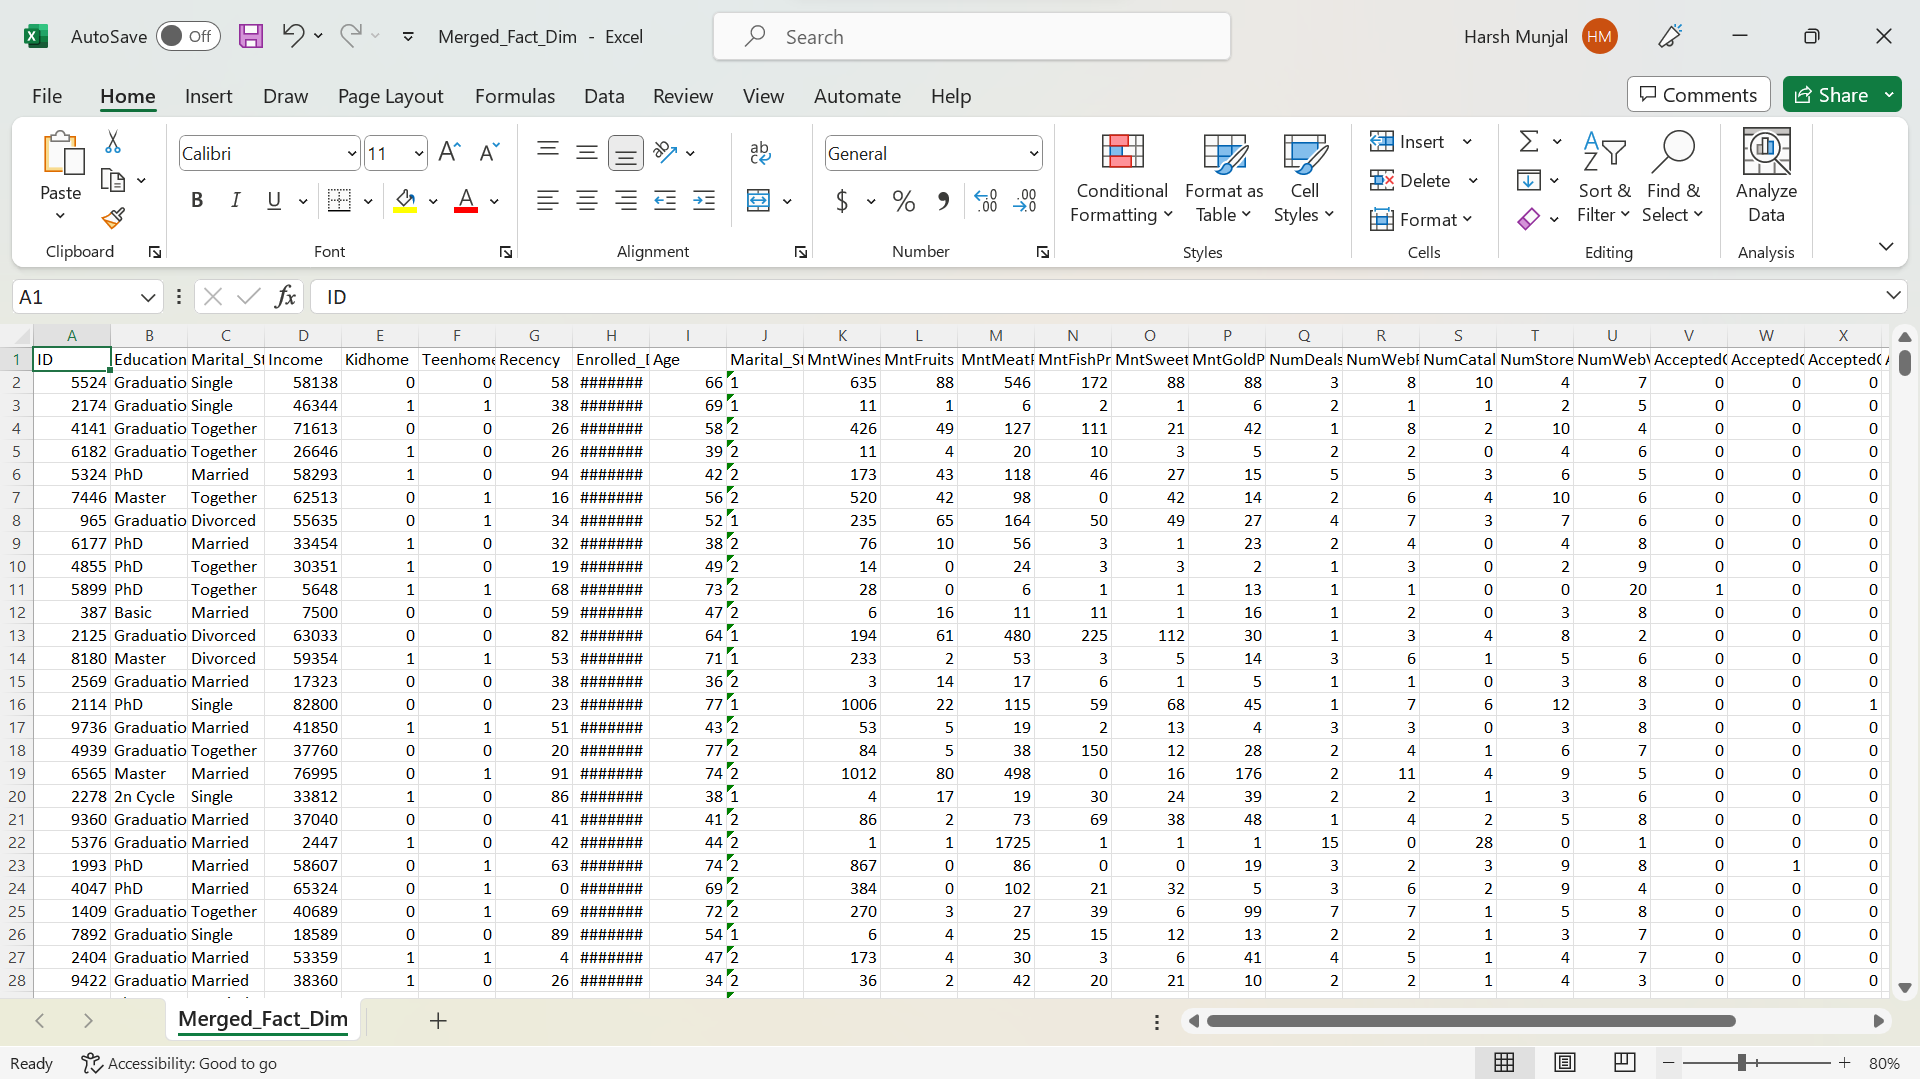 AutoSave Off Merged_Fact_Dim - Excel Search Harsh Munjal HM
File Home Insert Draw Page Layout Formulas Data Review View Automate Help Comments Share
Paste Calibri 11 General Conditional Formatting Format as Table Cell Styles Insert Delete Format Sort & Filter Find & Select Analyze Data
Clipboard Font Alignment Number Styles Cells Editing Analysis
A1 fx ID
A B C D E F G H I J K L M N O P Q R S T U V W X
1 ID Education Marital_St Income Kidhome Teenhome Recency Enrolled_D Age Marital_St MntWines MntFruits MntMeatP MntFishPr MntSweet MntGoldP NumDeals NumWebP NumCatal NumStore NumWebV AcceptedC AcceptedC AcceptedC
2 5524 Graduatio Single 58138 0 0 58 ####### 66 1 635 88 546 172 88 88 3 8 10 4 7 0 0 0
3 2174 Graduatio Single 46344 1 1 38 ####### 69 1 11 1 6 2 1 6 2 1 1 2 5 0 0 0
4 4141 Graduatio Together 71613 0 0 26 ####### 58 2 426 49 127 111 21 42 1 8 2 10 4 0 0 0
5 6182 Graduatio Together 26646 1 0 26 ####### 39 2 11 4 20 10 3 5 2 2 0 4 6 0 0 0
6 5324 PhD Married 58293 1 0 94 ####### 42 2 173 43 118 46 27 15 5 5 3 6 5 0 0 0
7 7446 Master Together 62513 0 1 16 ####### 56 2 520 42 98 0 42 14 2 6 4 10 6 0 0 0
8 965 Graduatio Divorced 55635 0 1 34 ####### 52 1 235 65 164 50 49 27 4 7 3 7 6 0 0 0
9 6177 PhD Married 33454 1 0 32 ####### 38 2 76 10 56 3 1 23 2 4 0 4 8 0 0 0
10 4855 PhD Together 30351 1 0 19 ####### 49 2 14 0 24 3 3 2 1 3 0 2 9 0 0 0
11 5899 PhD Together 5648 1 1 68 ####### 73 2 28 0 6 1 1 13 1 1 0 0 20 1 0 0
12 387 Basic Married 7500 0 0 59 ####### 47 2 6 16 11 11 1 16 1 2 0 3 8 0 0 0
13 2125 Graduatio Divorced 63033 0 0 82 ####### 64 1 194 61 480 225 112 30 1 3 4 8 2 0 0 0
14 8180 Master Divorced 59354 1 1 53 ####### 71 1 233 2 53 3 5 14 3 6 1 5 6 0 0 0
15 2569 Graduatio Married 17323 0 0 38 ####### 36 2 3 14 17 6 1 5 1 1 0 3 8 0 0 0
16 2114 PhD Single 82800 0 0 23 ####### 77 1 1006 22 115 59 68 45 1 7 6 12 3 0 0 1
17 9736 Graduatio Married 41850 1 1 51 ####### 43 2 53 5 19 2 13 4 3 3 0 3 8 0 0 0
18 4939 Graduatio Together 37760 0 0 20 ####### 77 2 84 5 38 150 12 28 2 4 1 6 7 0 0 0
19 6565 Master Married 76995 0 1 91 ####### 74 2 1012 80 498 0 16 176 2 11 4 9 5 0 0 0
20 2278 2n Cycle Single 33812 1 0 86 ####### 38 1 4 17 19 30 24 39 2 2 1 3 6 0 0 0
21 9360 Graduatio Married 37040 0 0 41 ####### 41 2 86 2 73 69 38 48 1 4 2 5 8 0 0 0
22 5376 Graduatio Married 2447 1 0 42 ####### 44 2 1 1 1725 1 1 1 15 0 28 0 1 0 0 0
23 1993 PhD Married 58607 0 1 63 ####### 74 2 867 0 86 0 0 19 3 2 3 9 8 0 1 0
24 4047 PhD Married 65324 0 1 0 ####### 69 2 384 0 102 21 32 5 3 6 2 9 4 0 0 0
25 1409 Graduatio Together 40689 0 1 69 ####### 72 2 270 3 27 39 6 99 7 7 1 5 8 0 0 0
26 7892 Graduatio Single 18589 0 0 89 ####### 54 1 6 4 25 15 12 13 2 2 1 3 7 0 0 0
27 2404 Graduatio Married 53359 1 1 4 ####### 47 2 173 4 30 3 6 41 4 5 1 4 7 0 0 0
28 9422 Graduatio Married 38360 1 0 26 ####### 34 2 36 2 42 20 21 10 2 2 1 4 3 0 0 0
Merged_Fact_Dim
Ready Accessibility: Good to go 80%